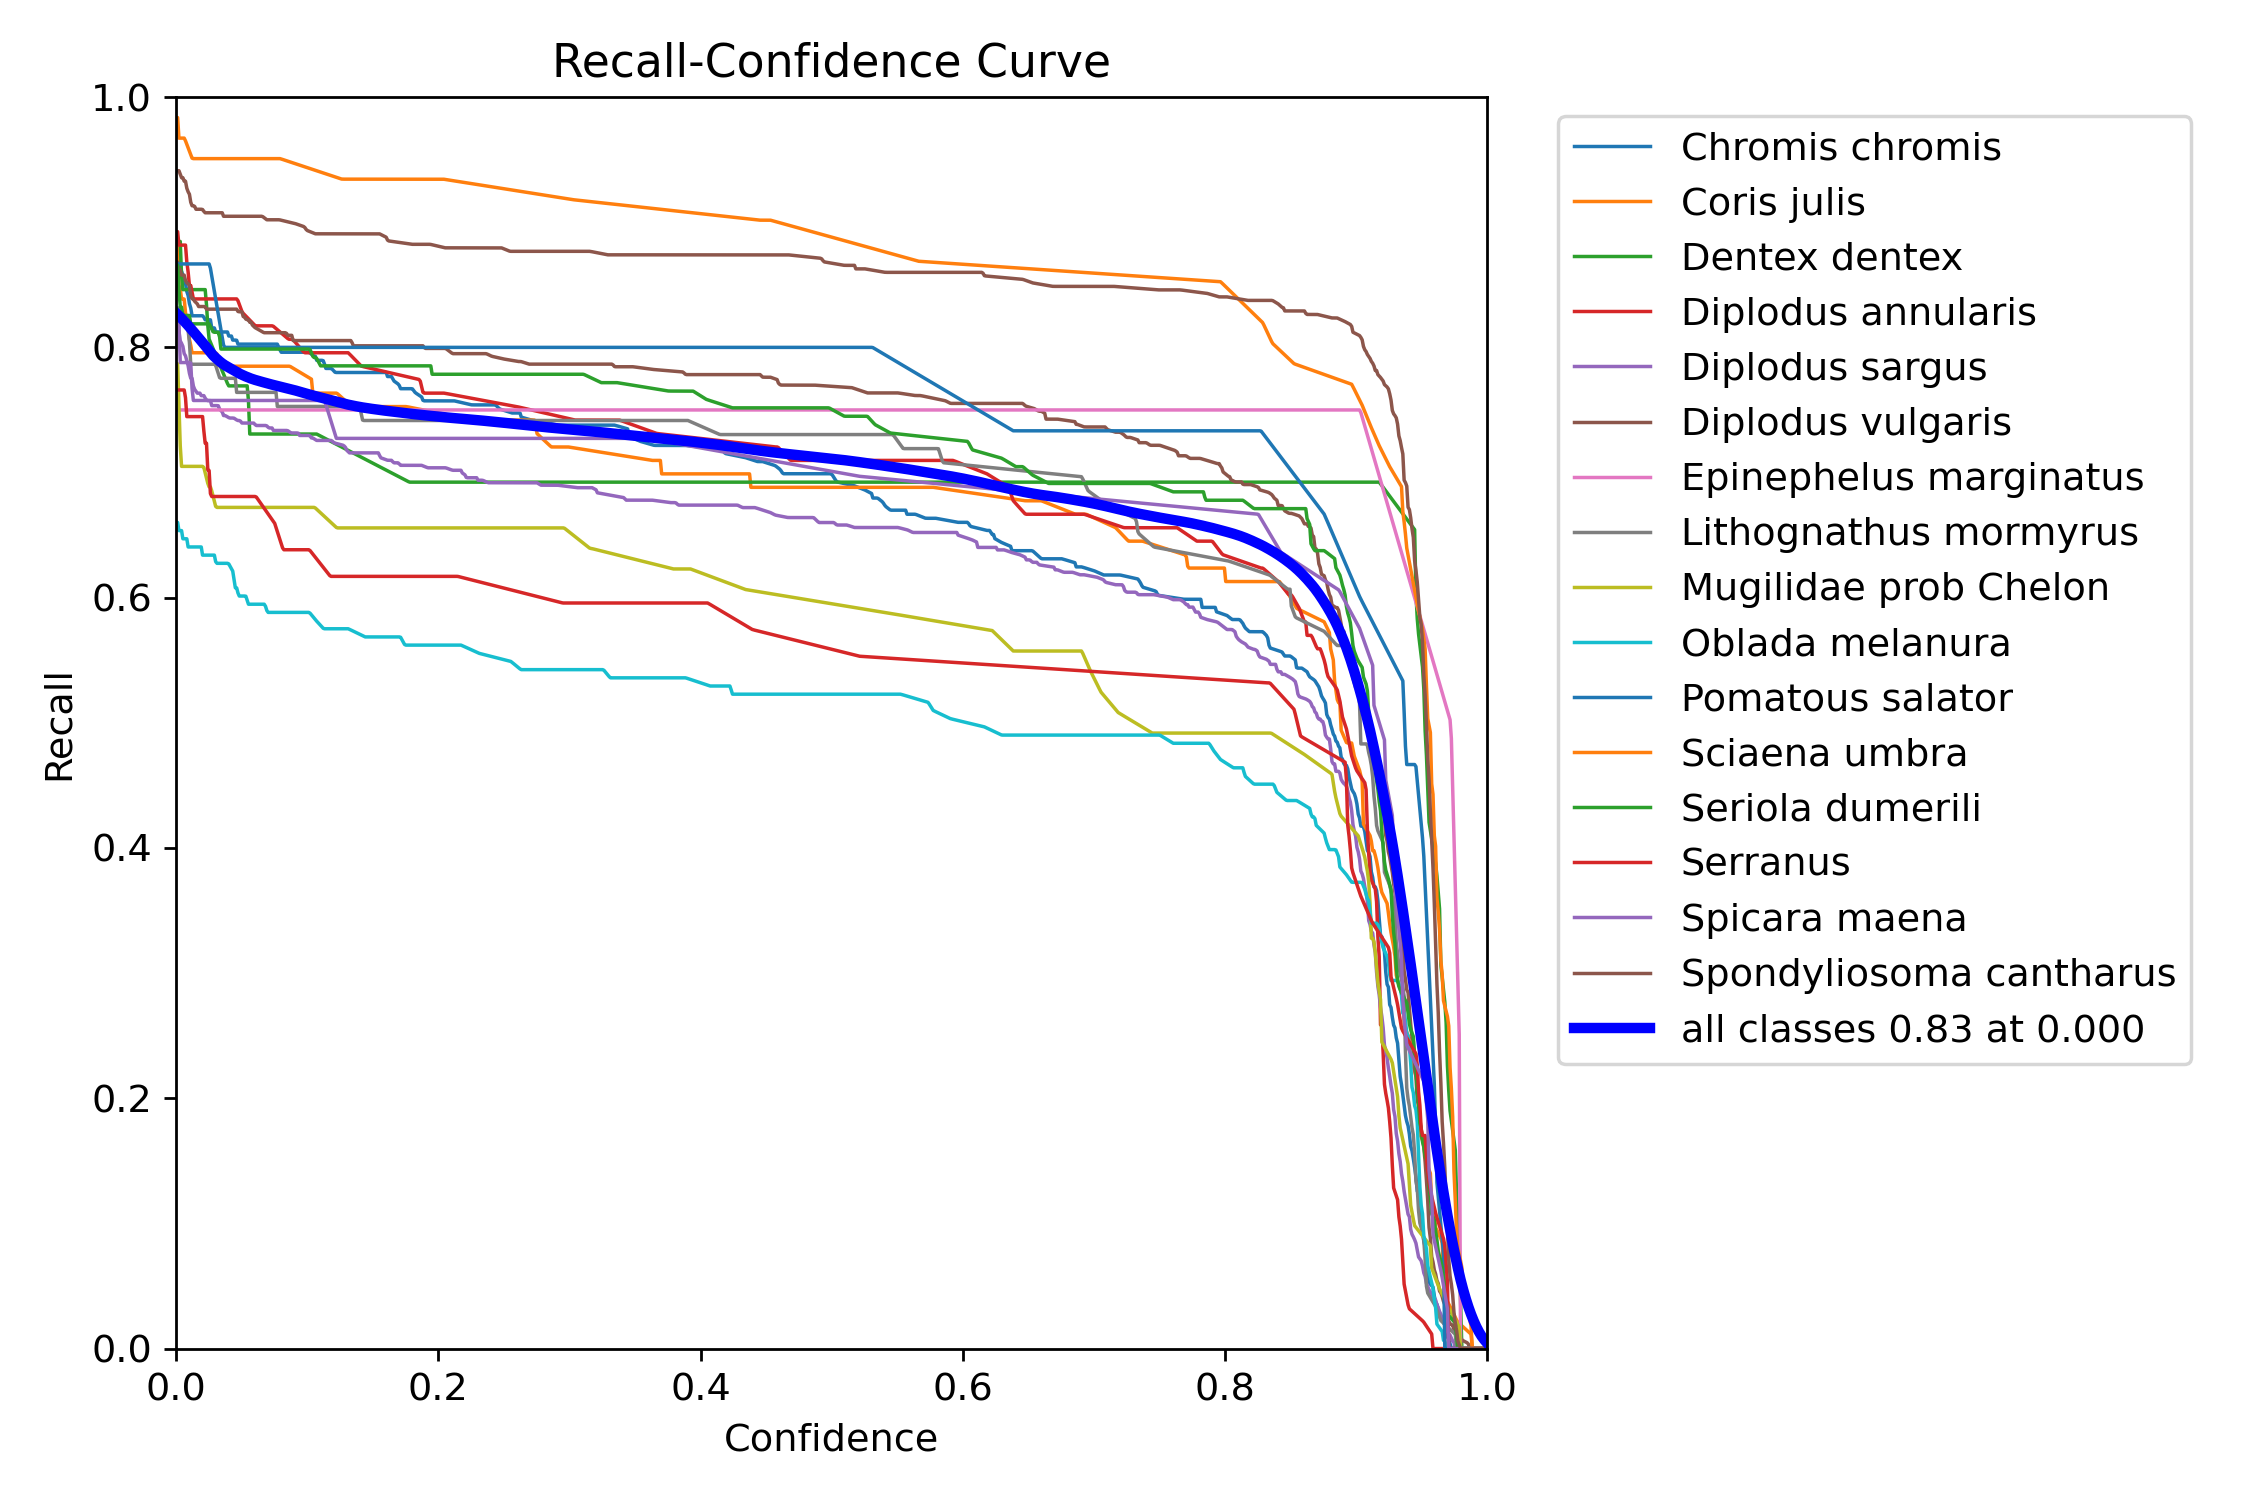 Recall-Confidence Curve
1.0
0.8
0.6
0.4
0.2
0.0
Recall
0.0 0.2 0.4 0.6 0.8 1.0
Confidence
Chromis chromis
Coris julis
Dentex dentex
Diplodus annularis
Diplodus sargus
Diplodus vulgaris
Epinephelus marginatus
Lithognathus mormyrus
Mugilidae prob Chelon
Oblada melanura
Pomatous salator
Sciaena umbra
Seriola dumerili
Serranus
Spicara maena
Spondyliosoma cantharus
all classes 0.83 at 0.000